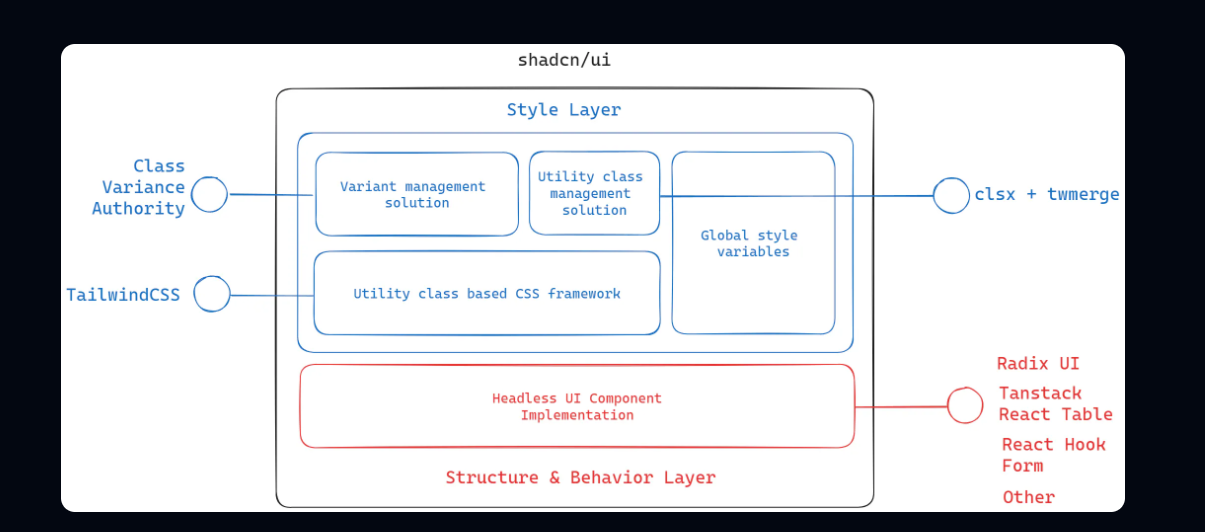 shadcn/ui
Style Layer
Class
Variance
Authority
Variant management
solution
Utility class
management
solution
clsx + twmerge
Global style
variables
TailwindCSS
Utility class based CSS framework
Headless UI Component
Implementation
Radix UI
Tanstack
React Table
React Hook
Form
Other
Structure & Behavior Layer